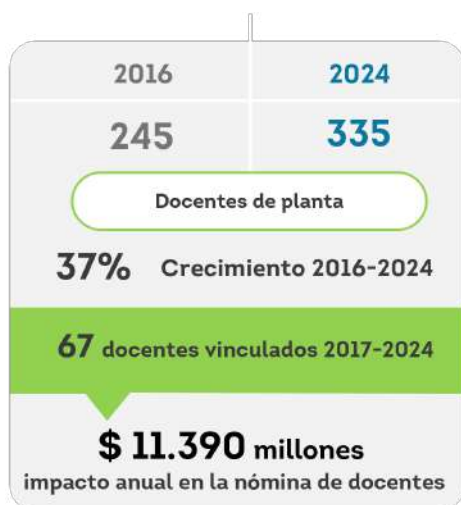 2016 2024
245 335
Docentes de planta
37% Crecimiento 2016-2024
67 docentes vinculados 2017-2024
$ 11.390 millones
impacto anual en la nómina de docentes